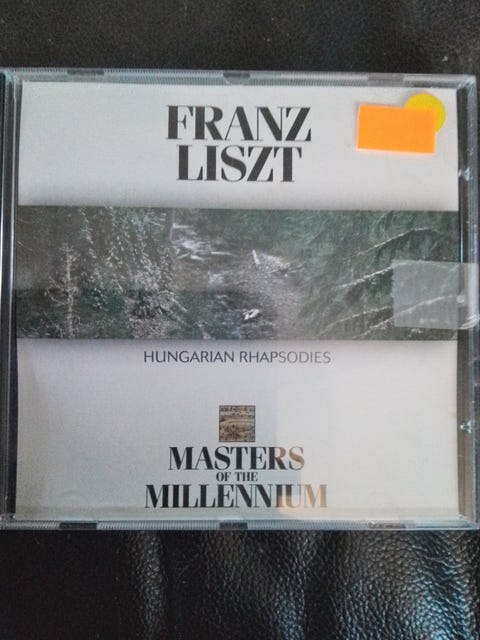 FRANZ
LISZT
HUNGARIAN RHAPSODIES
MASTERS
OF THE
MILLENNIUM